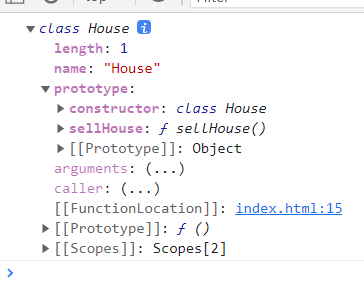 class House i
length: 1
name: "House"
prototype:
constructor: class House
sellHouse: ƒ sellHouse()
[[Prototype]]: Object
arguments: (...)
caller: (...)
[[FunctionLocation]]: index.html:15
[[Prototype]]: ƒ ()
[[Scopes]]: Scopes[2]
>